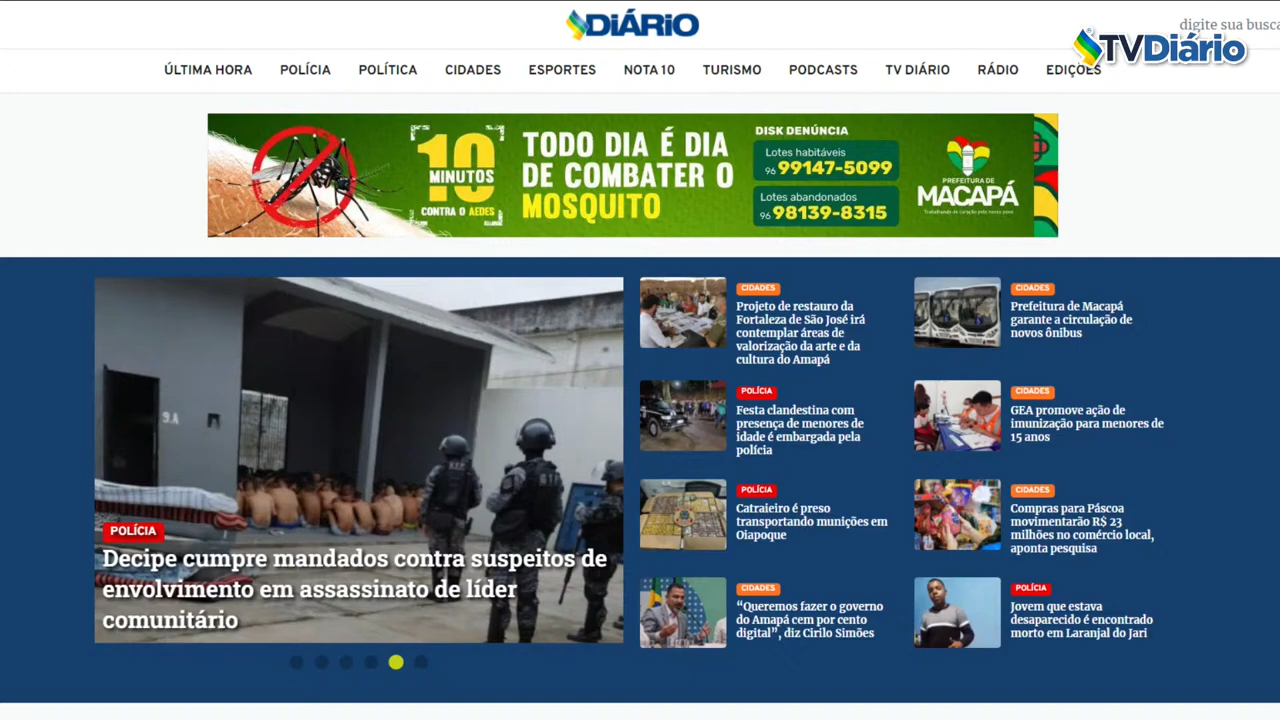 DIÁRIO
digite sua busca
TVDiário
ÚLTIMA HORA POLÍCIA POLÍTICA CIDADES ESPORTES NOTA 10 TURISMO PODCASTS TV DIÁRIO RÁDIO EDIÇÕES
10
MINUTOS
CONTRA O AEDES
TODO DIA É DIA
DE COMBATER O
MOSQUITO
DISK DENÚNCIA
Lotes habitáveis
96 99147-5099
Lotes abandonados
96 98139-8315
PREFEITURA DE
MACAPÁ
Trabalhando de coração pelo nosso povo
9.A
POLÍCIA
Decipe cumpre mandados contra suspeitos de
envolvimento em assassinato de líder
comunitário
CIDADES
Projeto de restauro da
Fortaleza de São José irá
contemplar áreas de
valorização da arte e da
cultura do Amapá
POLÍCIA
Festa clandestina com
presença de menores de
idade é embargada pela
polícia
POLÍCIA
Catraieiro é preso
transportando munições em
Oiapoque
CIDADES
“Queremos fazer o governo
do Amapá cem por cento
digital”, diz Cirilo Simões
CIDADES
Prefeitura de Macapá
garante a circulação de
novos ônibus
CIDADES
GEA promove ação de
imunização para menores de
15 anos
CIDADES
Compras para Páscoa
movimentarão R$ 23
milhões no comércio local,
aponta pesquisa
POLÍCIA
Jovem que estava
desaparecido é encontrado
morto em Laranjal do Jari